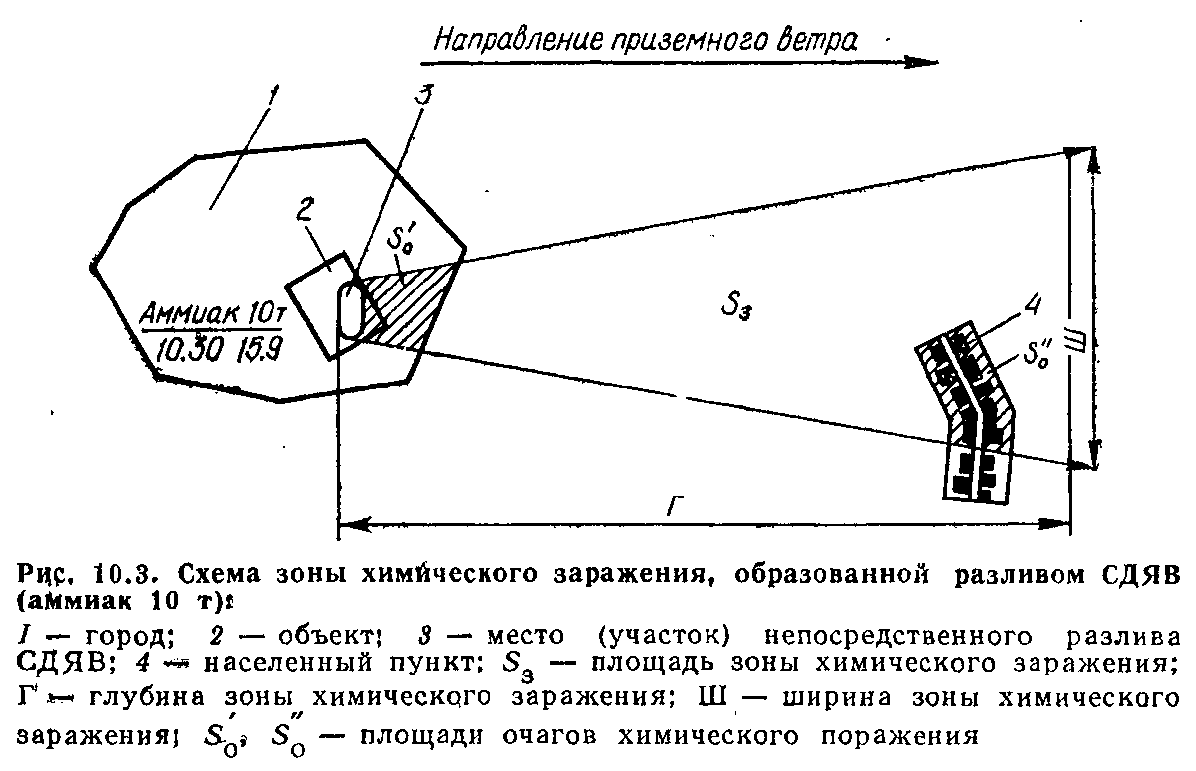 Направление приземного ветра
1
3
2
S₀′
Аммиак 10т
10.30 15.9
Sз
4
S₀″
Ш
Г
Рис. 10.3. Схема зоны химического заражения, образованной разливом СДЯВ
(аммиак 10 т):
1 — город; 2 — объект; 3 — место (участок) непосредственного разлива
СДЯВ; 4 — населенный пункт; Sз — площадь зоны химического заражения;
Г — глубина зоны химического заражения; Ш — ширина зоны химического
заражения; S₀′, S₀″ — площади очагов химического поражения